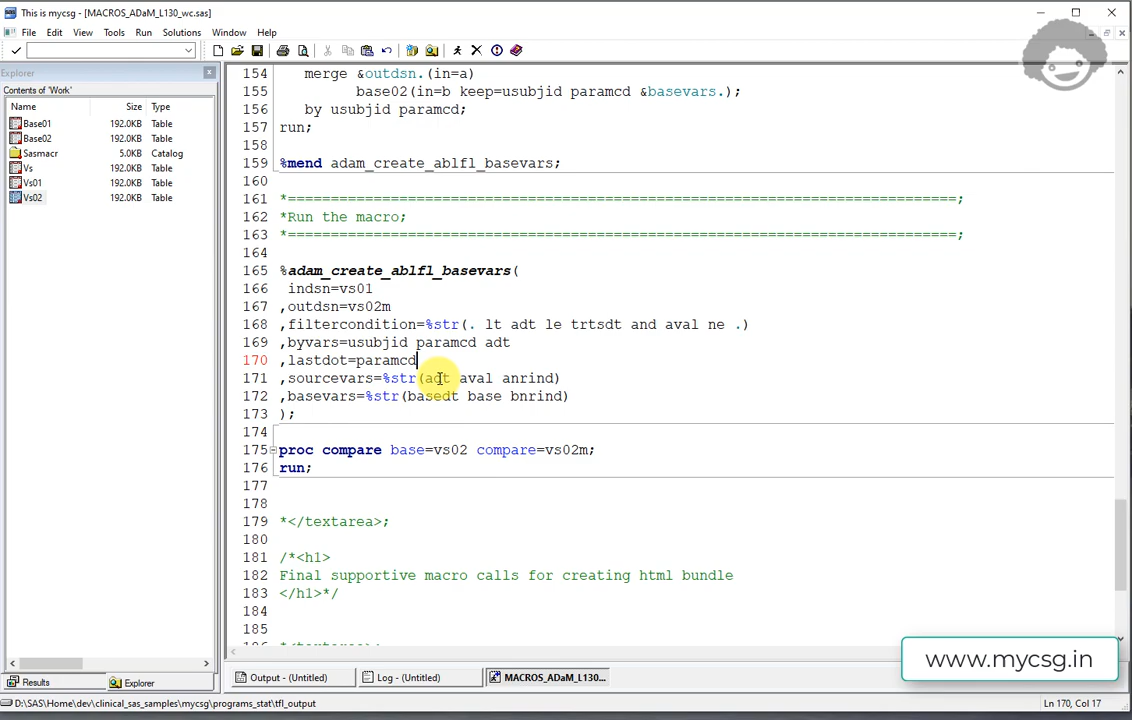 This is mycsg - [MACROS_ADaM_L130_wc.sas]
File Edit View Tools Run Solutions Window Help
Explorer
Contents of 'Work'
Name Size Type
Base01 192.0KB Table
Base02 192.0KB Table
Sasmacr 5.0KB Catalog
Vs 192.0KB Table
Vs01 192.0KB Table
Vs02 192.0KB Table
154 merge &outdsn.(in=a)
155 base02(in=b keep=usubjid paramcd &basevars.);
156 by usubjid paramcd;
157 run;
158
159 %mend adam_create_ablfl_basevars;
160
161 *==============================================================================;
162 *Run the macro;
163 *==============================================================================;
164
165 %adam_create_ablfl_basevars(
166 indsn=vs01
167 ,outdsn=vs02m
168 ,filtercondition=%str(. lt adt le trtsdt and aval ne .)
169 ,byvars=usubjid paramcd adt
170 ,lastdot=paramcd
171 ,sourcevars=%str(adt aval anrind)
172 ,basevars=%str(basedt base bnrind)
173 );
174
175 proc compare base=vs02 compare=vs02m;
176 run;
177
178
179 *</textarea>;
180
181 /*<h1>
182 Final supportive macro calls for creating html bundle
183 </h1>*/
184
185
186 *</textarea>;
www.mycsg.in
Results Explorer
Output - (Untitled) Log - (Untitled) MACROS_ADaM_L130...
D:\SAS\Home\dev\clinical_sas_samples\mycsg\programs_stat\tfl_output
Ln 170, Col 17